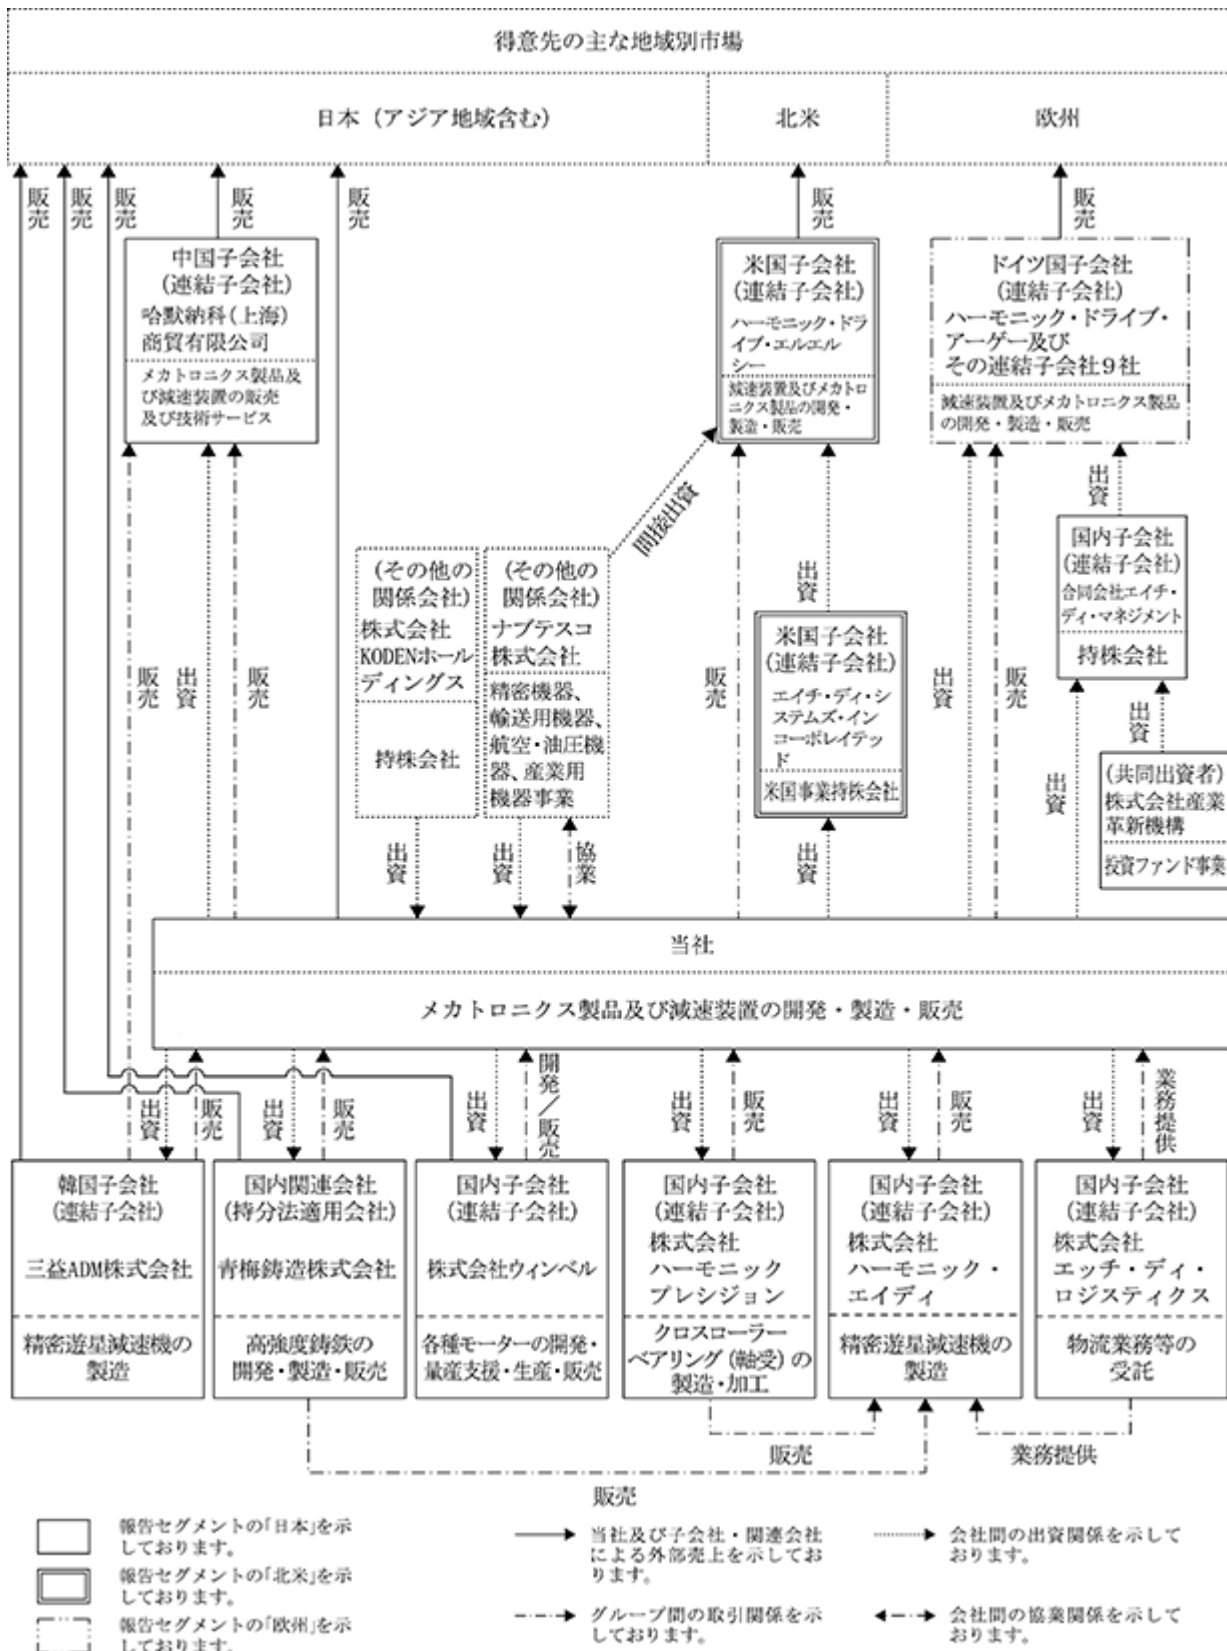 得意先の主な地域別市場
日本（アジア地域含む）
北米
欧州
販売
販売
販売
販売
販売
販売
販売
中国子会社
(連結子会社)
哈默納科(上海)
商貿有限公司
メカトロニクス製品及
び減速装置の販売
及び技術サービス
米国子会社
(連結子会社)
ハーモニック・ドラ
イブ・エルエル
シー
減速装置及びメカトロ
ニクス製品の開発・
製造・販売
ドイツ国子会社
(連結子会社)
ハーモニック・ドライブ・
アーゲー及び
その連結子会社9社
減速装置及びメカトロニクス製品
の開発・製造・販売
間接出資
出資
出資
(その他の
関係会社)
株式会社
KODENホール
ディングス
持株会社
(その他の
関係会社)
ナブテスコ
株式会社
精密機器、
輸送用機器、
航空・油圧機
器、産業用
機器事業
米国子会社
(連結子会社)
エイチ・ディ・シ
ステムズ・イン
コーポレイテッ
ド
米国事業持株会社
国内子会社
(連結子会社)
合同会社エイチ・
ディ・マネジメント
持株会社
販売
出資
販売
販売
出資
販売
出資
出資
(共同出資者)
株式会社産業
革新機構
投資ファンド事業
出資
出資
協業
出資
当社
メカトロニクス製品及び減速装置の開発・製造・販売
出資
販売
出資
販売
出資
開発／販売
出資
販売
出資
販売
出資
業務提供
韓国子会社
(連結子会社)
三益ADM株式会社
精密遊星減速機の
製造
国内関連会社
(持分法適用会社)
青梅鋳造株式会社
高強度鋳鉄の
開発・製造・販売
国内子会社
(連結子会社)
株式会社ウィンベル
各種モーターの開発・
量産支援・生産・販売
国内子会社
(連結子会社)
株式会社
ハーモニック
プレシジョン
クロスローラー
ベアリング(軸受)の
製造・加工
国内子会社
(連結子会社)
株式会社
ハーモニック・
エイディ
精密遊星減速機の
製造
国内子会社
(連結子会社)
株式会社
エッチ・ディ・
ロジスティクス
物流業務等の
受託
販売
業務提供
販売
報告セグメントの「日本」を示
しております。
報告セグメントの「北米」を示
しております。
報告セグメントの「欧州」を示
しております。
当社及び子会社・関連会社
による外部売上を示してお
ります。
グループ間の取引関係を示
しております。
会社間の出資関係を示して
おります。
会社間の協業関係を示して
おります。